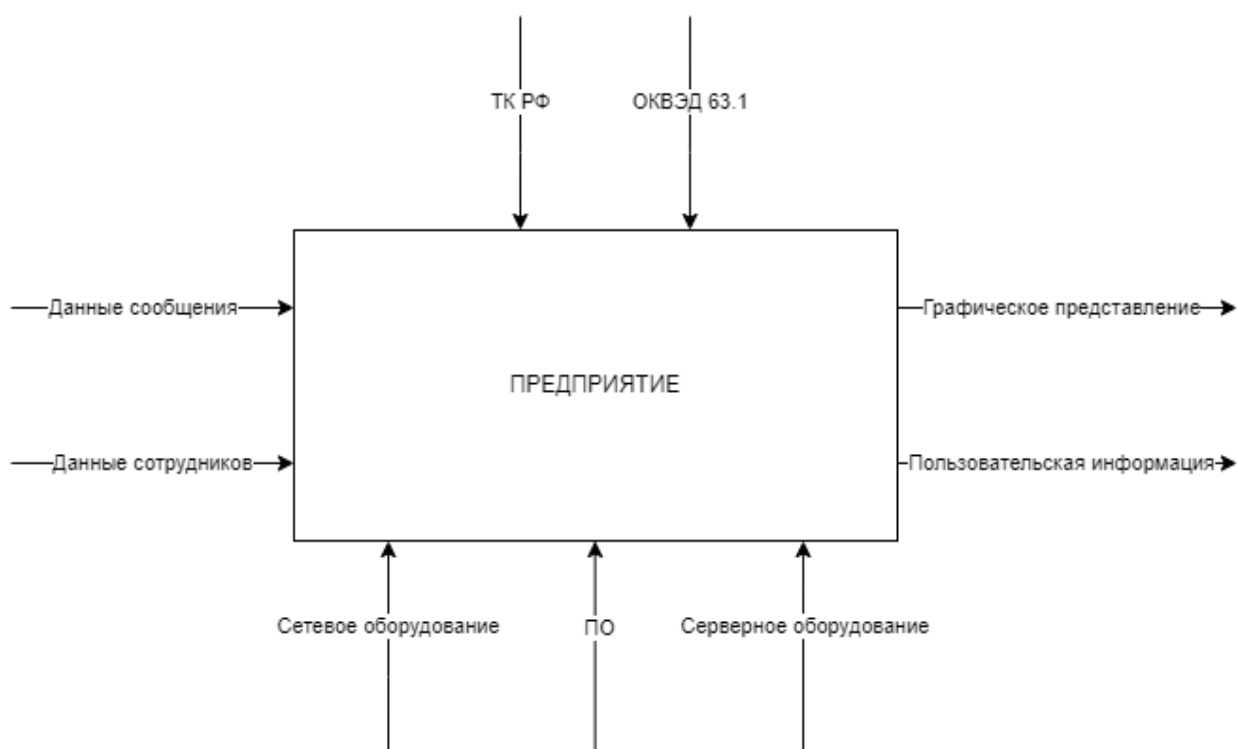 ТК РФ
ОКВЭД 63.1
Данные сообщения
Графическое представление
ПРЕДПРИЯТИЕ
Данные сотрудников
Пользовательская информация
Сетевое оборудование
ПО
Серверное оборудование